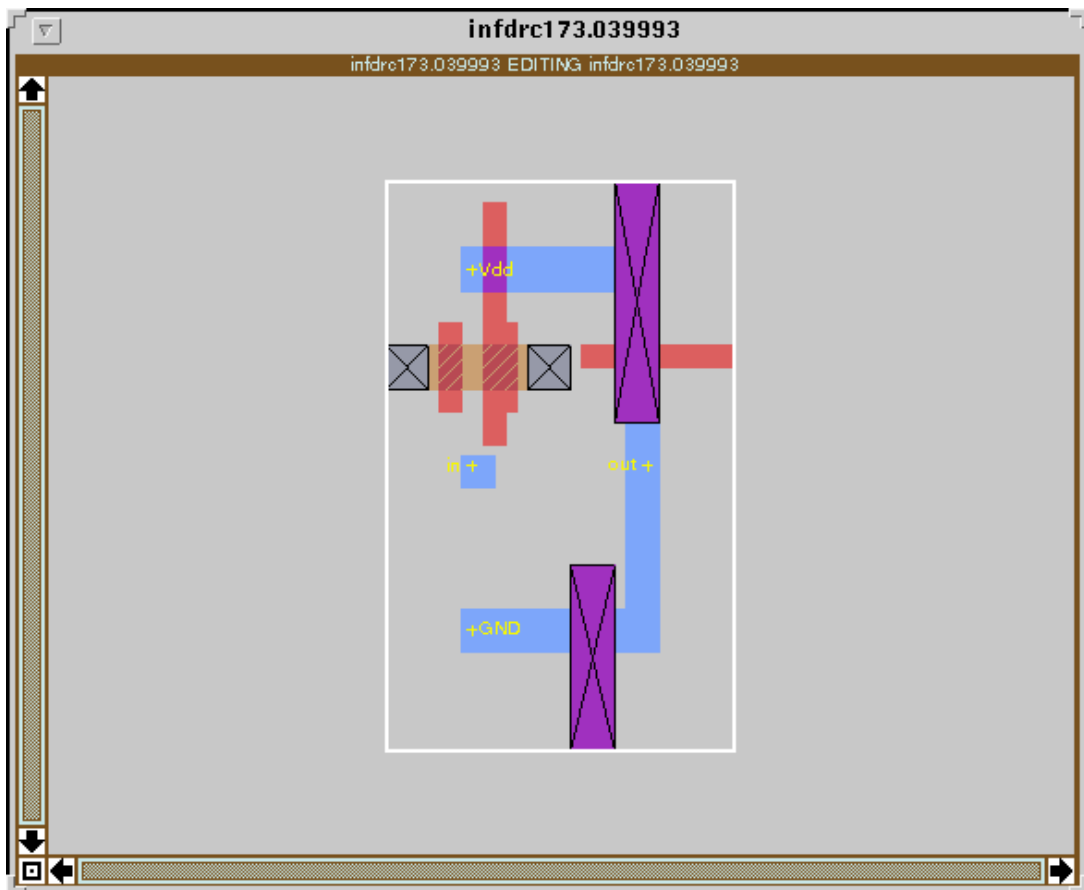 infdrc173.039993
infdrc173.039993 EDITING infdrc173.039993
+Vdd
in +
out +
+GND